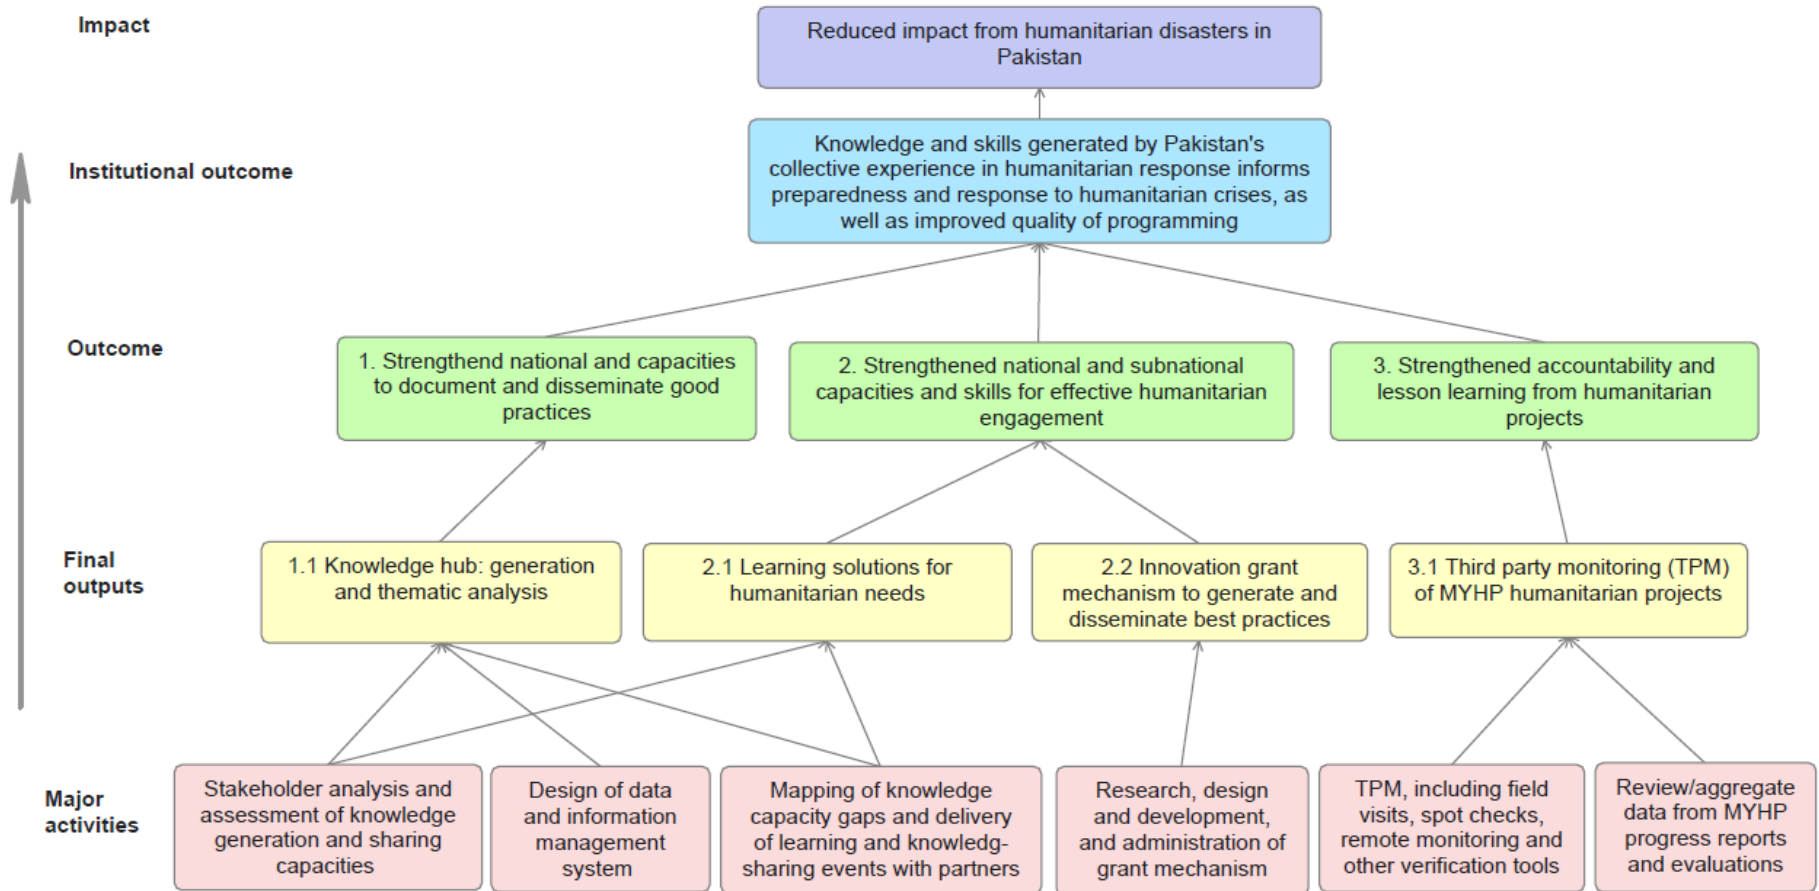 Impact
Reduced impact from humanitarian disasters in
Pakistan
Institutional outcome
Knowledge and skills generated by Pakistan's
collective experience in humanitarian response informs
preparedness and response to humanitarian crises, as
well as improved quality of programming
Outcome
1. Strengthend national and capacities
to document and disseminate good
practices
2. Strengthened national and subnational
capacities and skills for effective humanitarian
engagement
3. Strengthened accountability and
lesson learning from humanitarian
projects
Final
outputs
1.1 Knowledge hub: generation
and thematic analysis
2.1 Learning solutions for
humanitarian needs
2.2 Innovation grant
mechanism to generate and
disseminate best practices
3.1 Third party monitoring (TPM)
of MYHP humanitarian projects
Major
activities
Stakeholder analysis and
assessment of knowledge
generation and sharing
capacities
Design of data
and information
management
system
Mapping of knowledge
capacity gaps and delivery
of learning and knowledg-
sharing events with partners
Research, design
and development,
and administration of
grant mechanism
TPM, including field
visits, spot checks,
remote monitoring and
other verification tools
Review/aggregate
data from MYHP
progress reports
and evaluations